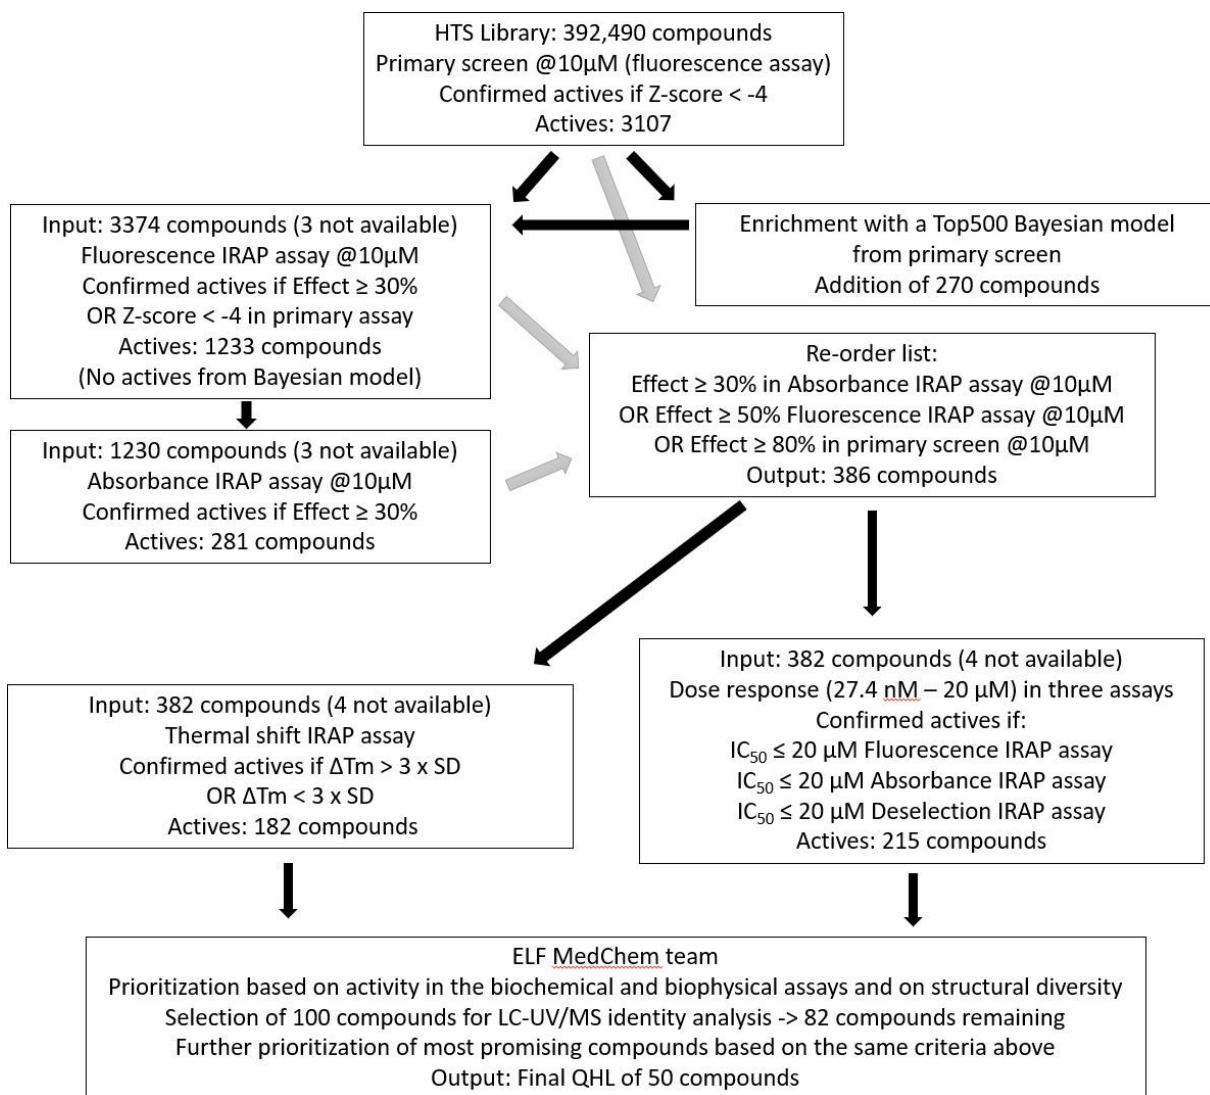 HTS Library: 392,490 compounds
Primary screen @10µM (fluorescence assay)
Confirmed actives if Z-score < -4
Actives: 3107
Input: 3374 compounds (3 not available)
Fluorescence IRAP assay @10µM
Confirmed actives if Effect ≥ 30%
OR Z-score < -4 in primary assay
Actives: 1233 compounds
(No actives from Bayesian model)
Enrichment with a Top500 Bayesian model
from primary screen
Addition of 270 compounds
Re-order list:
Effect ≥ 30% in Absorbance IRAP assay @10µM
OR Effect ≥ 50% Fluorescence IRAP assay @10µM
OR Effect ≥ 80% in primary screen @10µM
Output: 386 compounds
Input: 1230 compounds (3 not available)
Absorbance IRAP assay @10µM
Confirmed actives if Effect ≥ 30%
Actives: 281 compounds
Input: 382 compounds (4 not available)
Thermal shift IRAP assay
Confirmed actives if ΔTm > 3 x SD
OR ΔTm < 3 x SD
Actives: 182 compounds
Input: 382 compounds (4 not available)
Dose response (27.4 nM – 20 µM) in three assays
Confirmed actives if:
IC50 ≤ 20 µM Fluorescence IRAP assay
IC50 ≤ 20 µM Absorbance IRAP assay
IC50 ≤ 20 µM Deselection IRAP assay
Actives: 215 compounds
ELF MedChem team
Prioritization based on activity in the biochemical and biophysical assays and on structural diversity
Selection of 100 compounds for LC-UV/MS identity analysis -> 82 compounds remaining
Further prioritization of most promising compounds based on the same criteria above
Output: Final QHL of 50 compounds